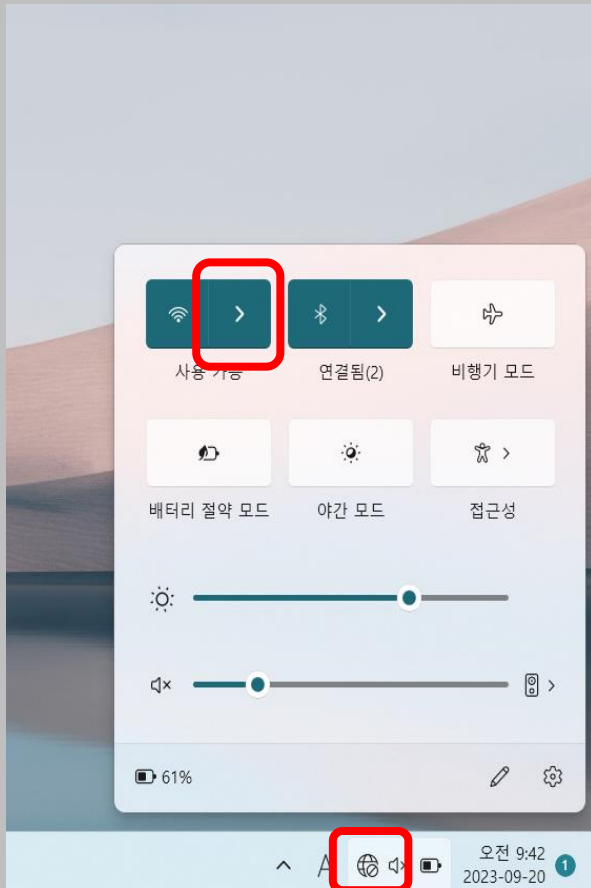 사용 가능
연결됨(2)
비행기 모드
배터리 절약 모드
야간 모드
접근성
61%
A
오전 9:42
2023-09-20
1